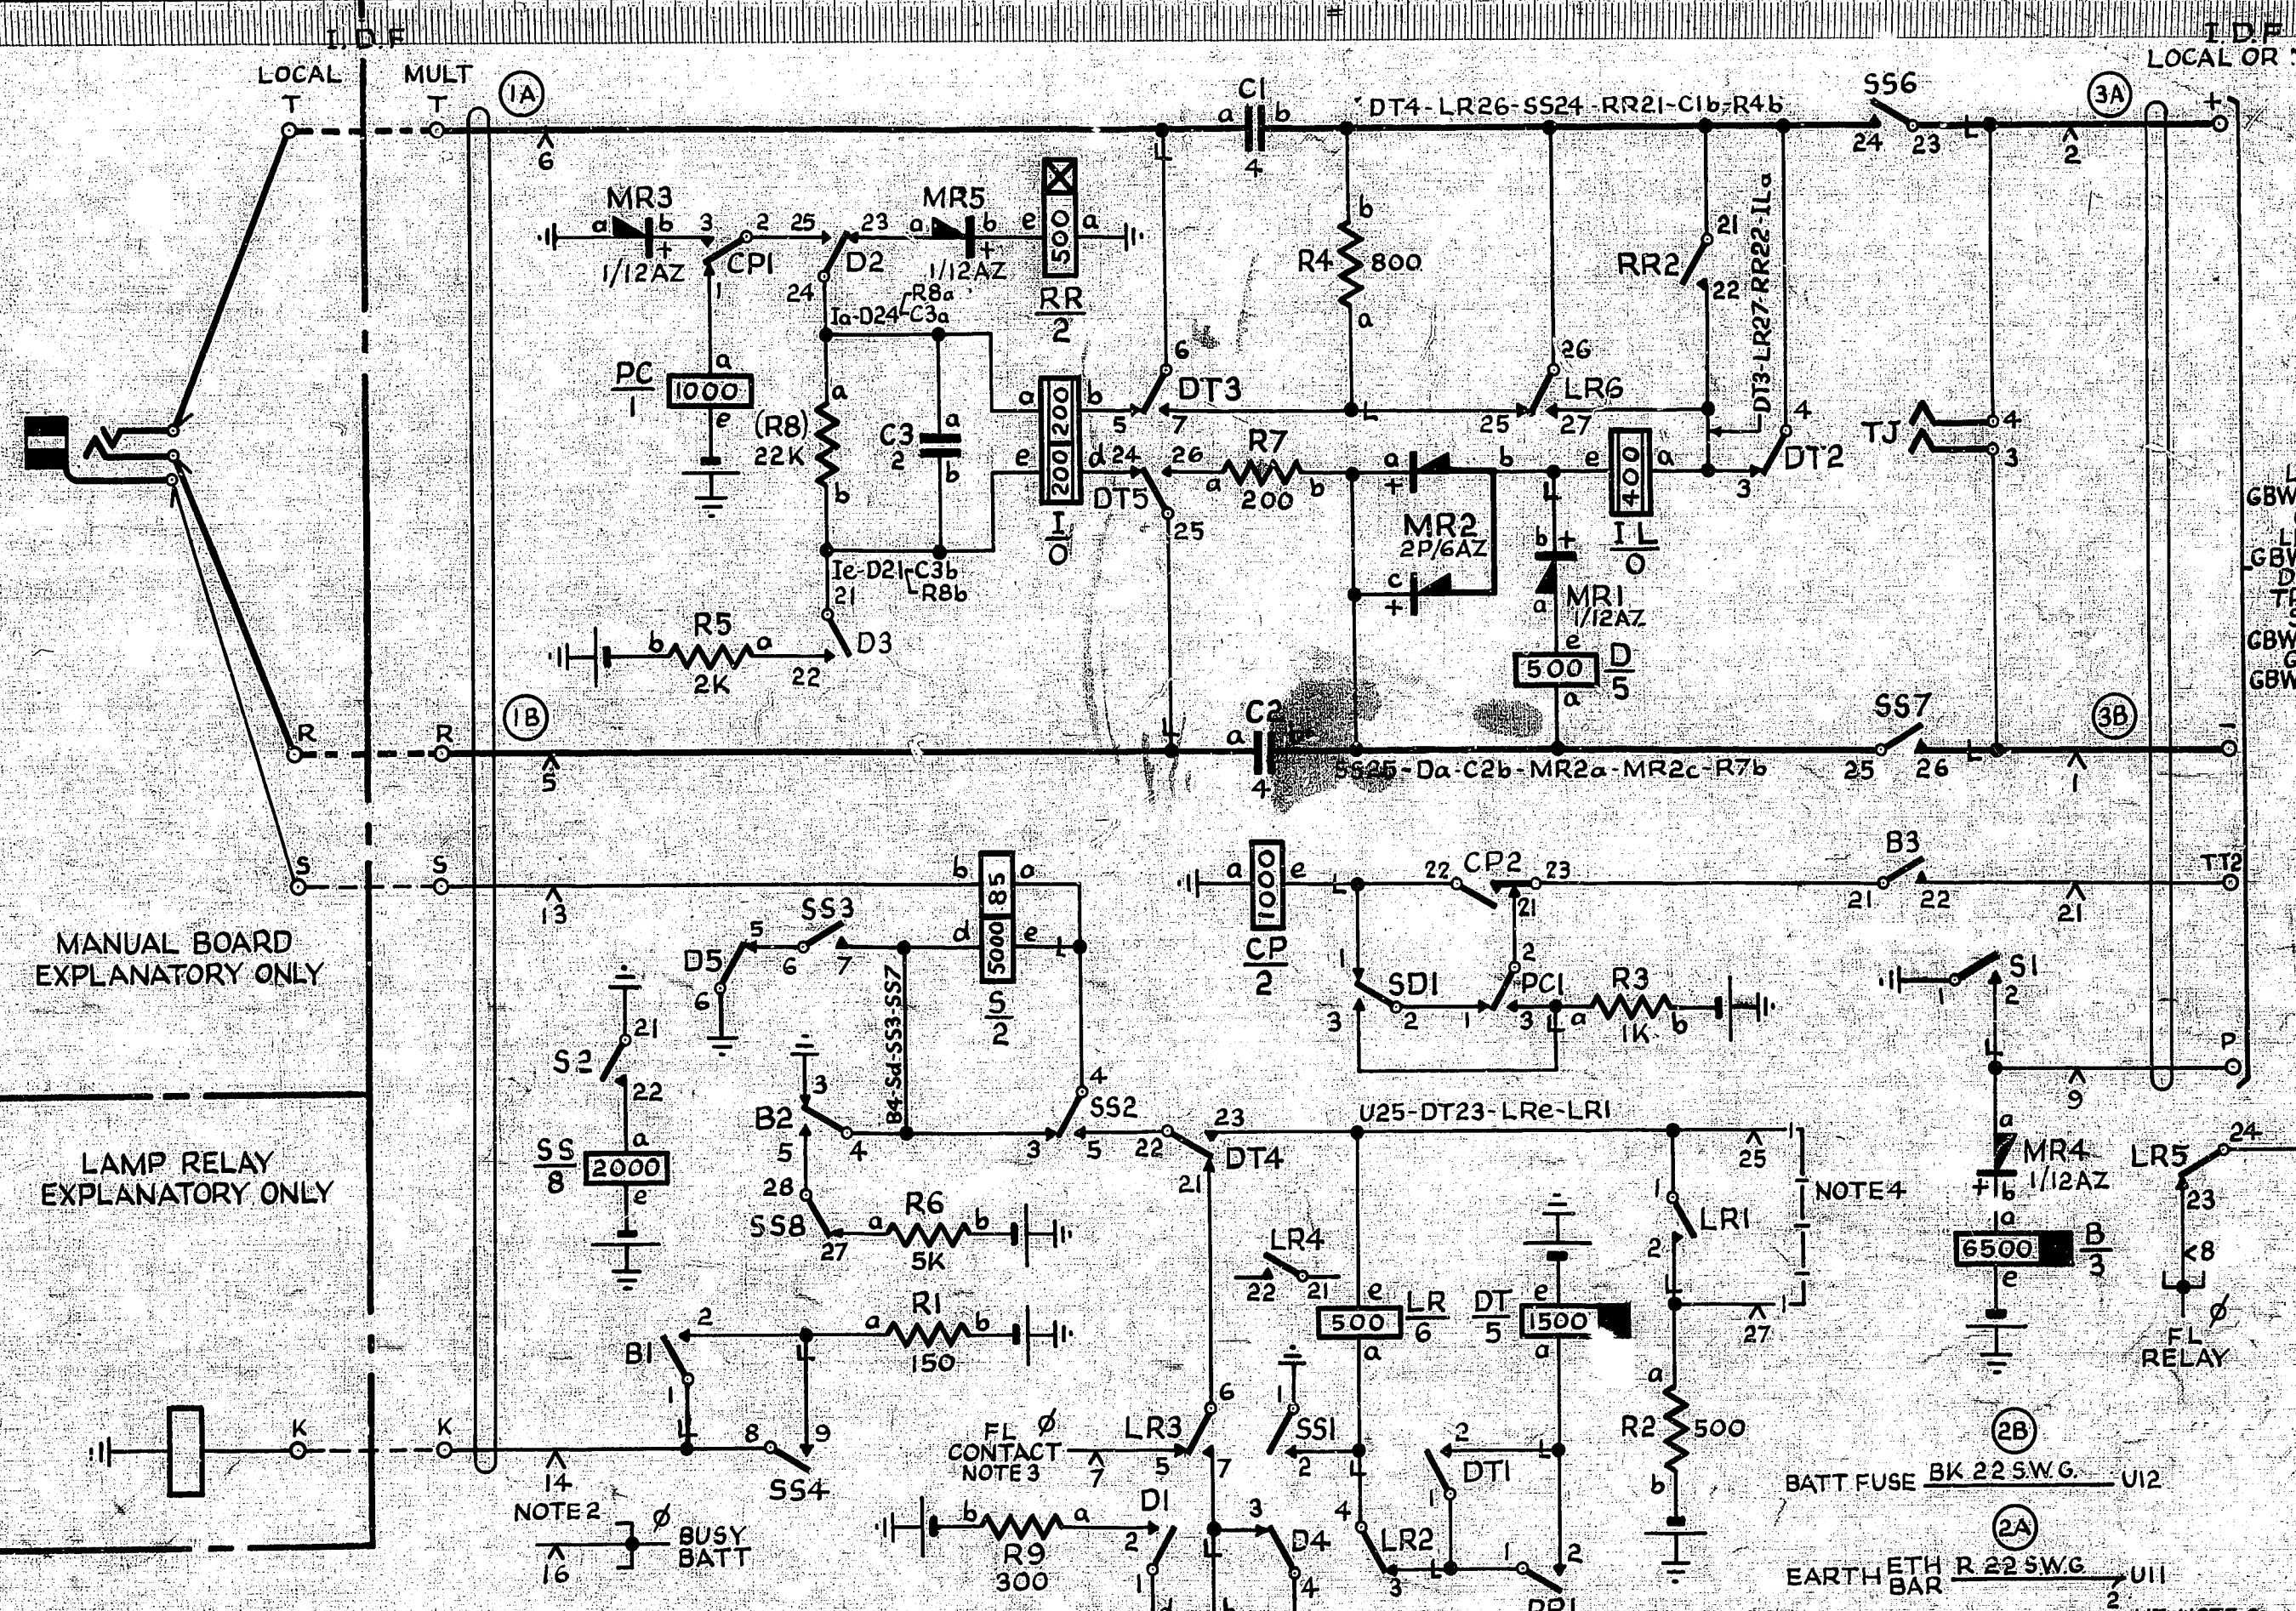 I.D.F
I.D.F
LOCAL
MULT
LOCAL OR
T
T
1A
C1
a b
4
DT4-LR26-SS24-RR21-C1b-R4b
SS6
24 23
L
3A
2
+
6
MR3
a b
+
1/12AZ
3 2
CP1
1
25 23
D2
24
MR5
a b
+
1/12AZ
e 500 a
RR
2
L
b
R4 800
a
21
RR2
22
DT3-LR27-RR22-ILa
Ia-D24
R8a
C3a
PC
1
a
1000
e
a
(R8)
22K
b
a
C3
2
b
a 200 b
e 200 d
I
0
6
DT3
5 7
24 26
DT5
25
R7
a 200 b
L
26
LR6
25 27
4
DT2
3
TJ
4
3
a b
+
MR2
2P/6AZ
c
+
L
e 400 a
IL
0
b +
MR1
1/12AZ
a
e
500
a
D
5
Ie-D21
C3b
R8b
21
D3
22
R5
b a
2K
GBW
GBW
GBW
GBW
R
R
1B
5
L
C2
a b
4
SS25-Da-C2b-MR2a-MR2c-R7b
SS7
25 26
L
3B
1
-
S
S
13
b 85 a
d 5000 e
S
2
L
a 1000 e
CP
2
L
22 CP2 23
21
B3
21 22
21
TT2
MANUAL BOARD
EXPLANATORY ONLY
SS3
5 6 7
D5
6
B4-Sd-SS3-SS7
1
SD1
3 2
2
PC1
1 3
L
R3
a 1K b
S1
1 2
L
P
9
21
S2
22
SS
8
a
2000
e
3
B2
5 4
4
SS2
3 5
22 23
DT4
21
U25-DT23-LRe-LR1
25
NOTE 4
LAMP RELAY
EXPLANATORY ONLY
28
SS8
27
R6
a b
5K
LR4
22 21
e
500
a
LR
6
DT
5
e
1500
a
1
LR1
2
L
27
a
MR4
1/12AZ
+ b
a
6500
e
B
3
LR5
24
23
8
FL
RELAY
Ø
2
B1
1
L
R1
a b
150
L
8 9
SS4
K
K
14
NOTE 2
16
Ø
BUSY
BATT
FL
CONTACT
NOTE 3
Ø
7
6
LR3
5 7
1
SS1
2
L
2
DT1
1
L
a
R2 500
b
2B
BATT FUSE BK 22 S.W.G. U12
2A
EARTH ETH BAR R 22 S.W.G U11
2
b R9 a
300
D1
2
1
L
3
D4
4
4
LR2
3
L
1 2